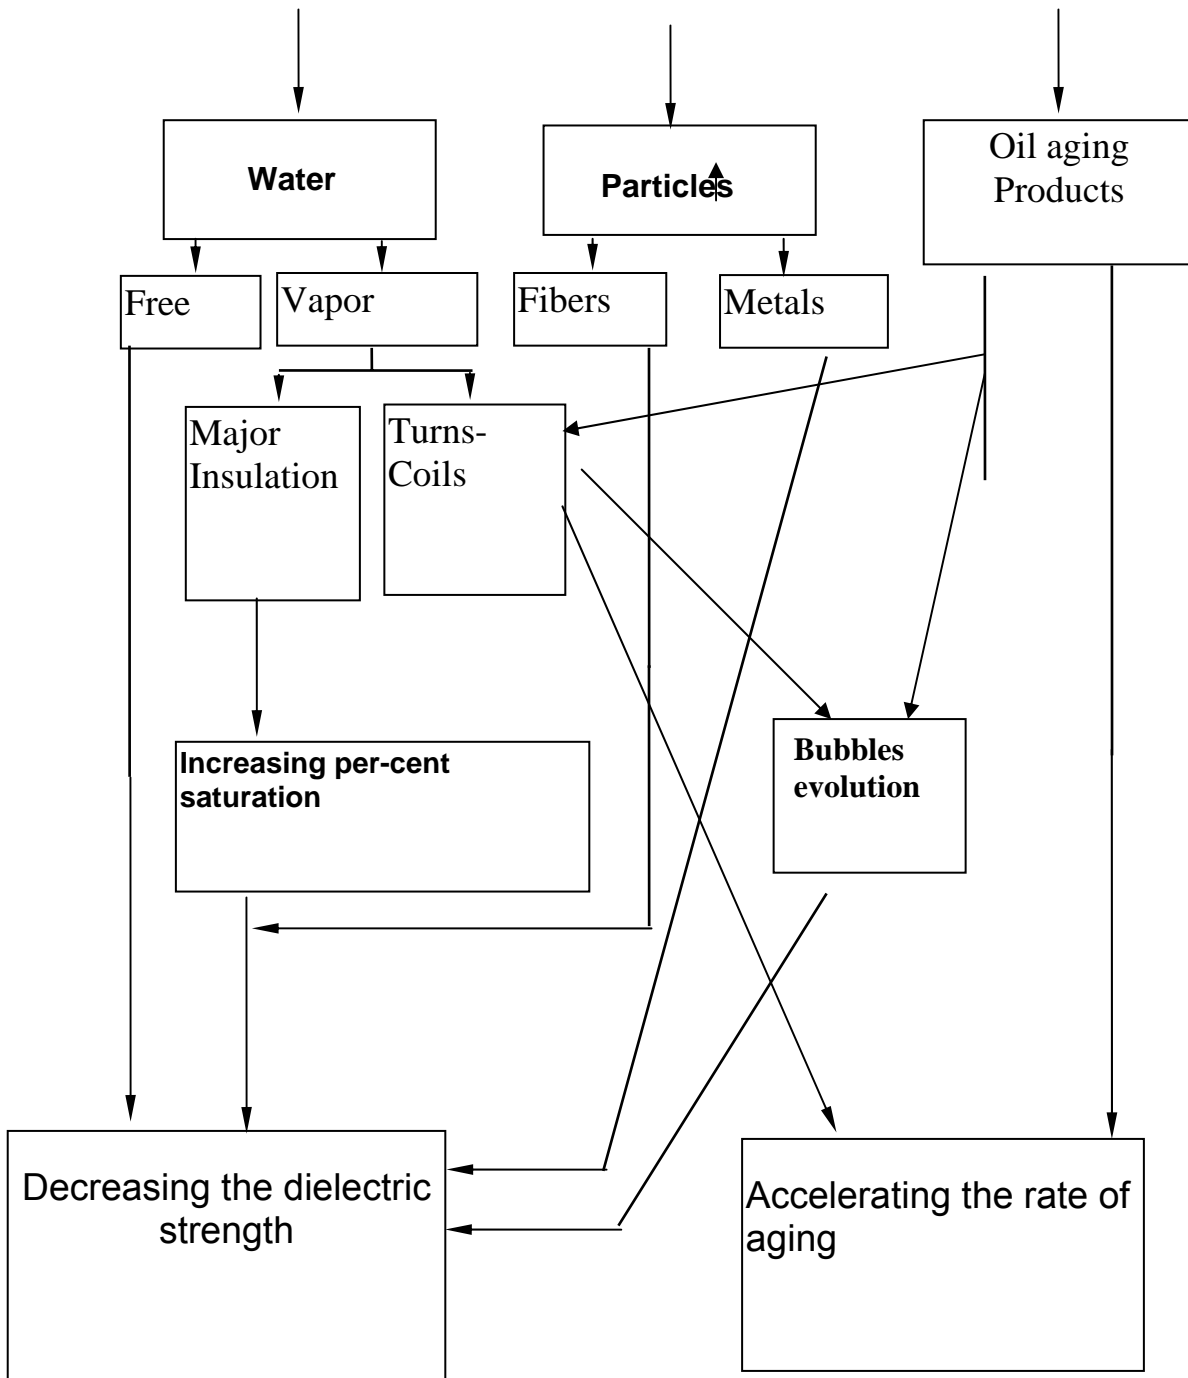 Water
Particles
Oil aging
Products
Free
Vapor
Fibers
Metals
Major
Insulation
Turns-
Coils
Increasing per-cent
saturation
Bubbles
evolution
Decreasing the dielectric
strength
Accelerating the rate of
aging